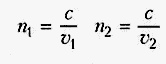 n₁ = c/v₁ n₂ = c/v₂